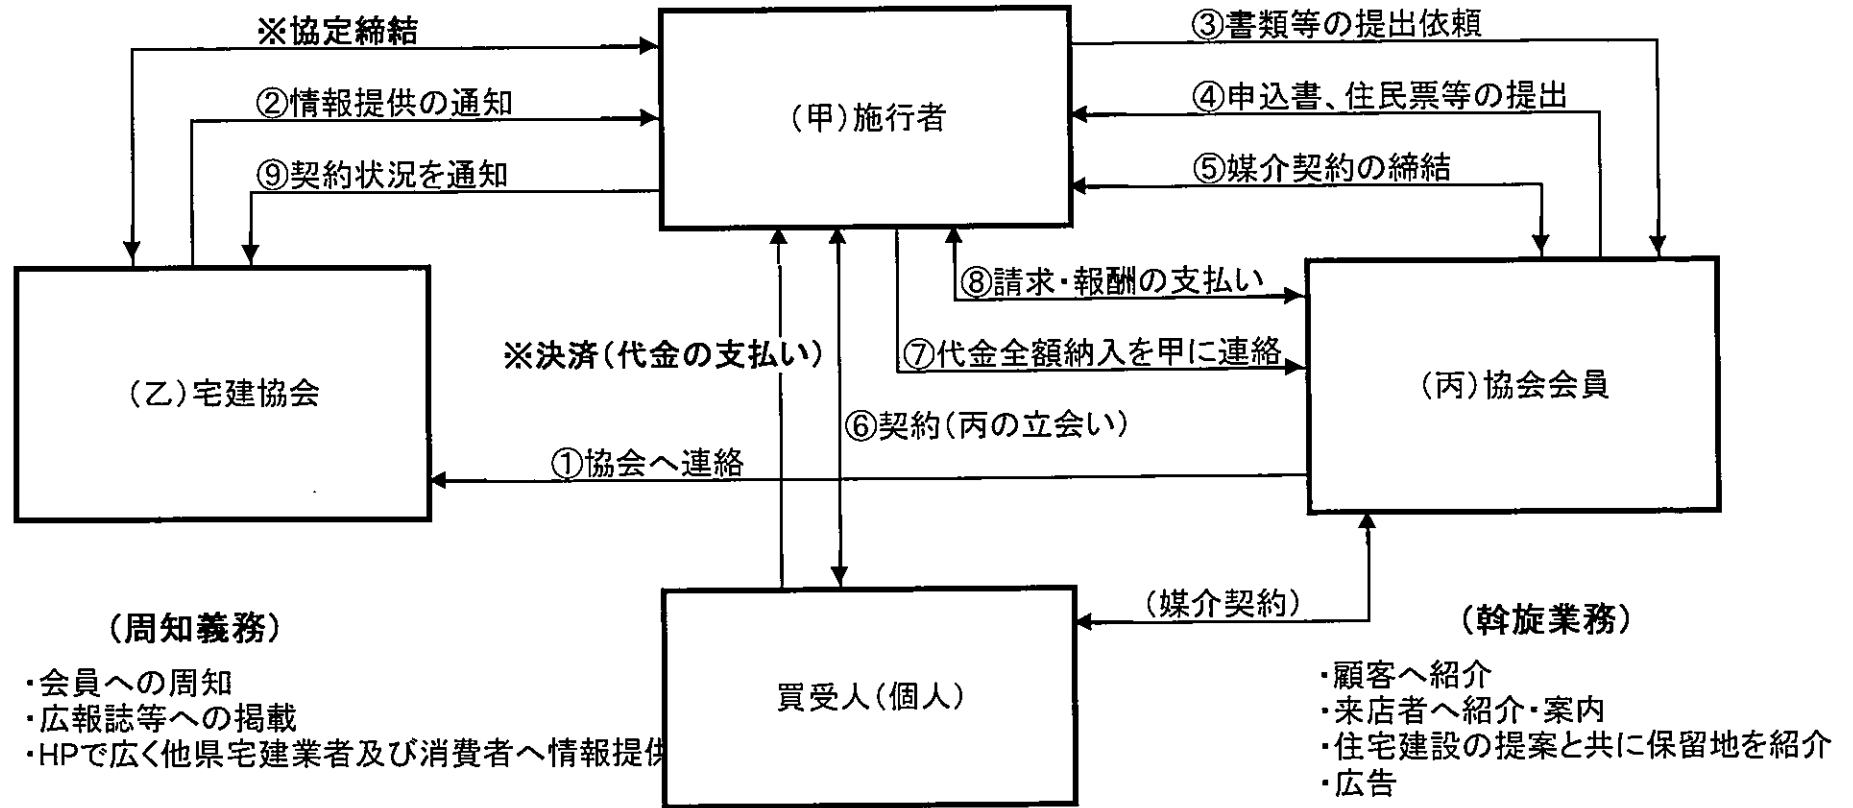 ※協定締結
③書類等の提出依頼
②情報提供の通知
(甲)施行者
④申込書、住民票等の提出
⑨契約状況を通知
⑤媒介契約の締結
⑧請求・報酬の支払い
※決済(代金の支払い)
⑦代金全額納入を甲に連絡
(乙)宅建協会
(丙)協会会員
⑥契約(丙の立会い)
①協会へ連絡
(媒介契約)
(周知義務)
・会員への周知
・広報誌等への掲載
・HPで広く他県宅建業者及び消費者へ情報提供
買受人(個人)
(斡旋業務)
・顧客へ紹介
・来店者へ紹介・案内
・住宅建設の提案と共に保留地を紹介
・広告